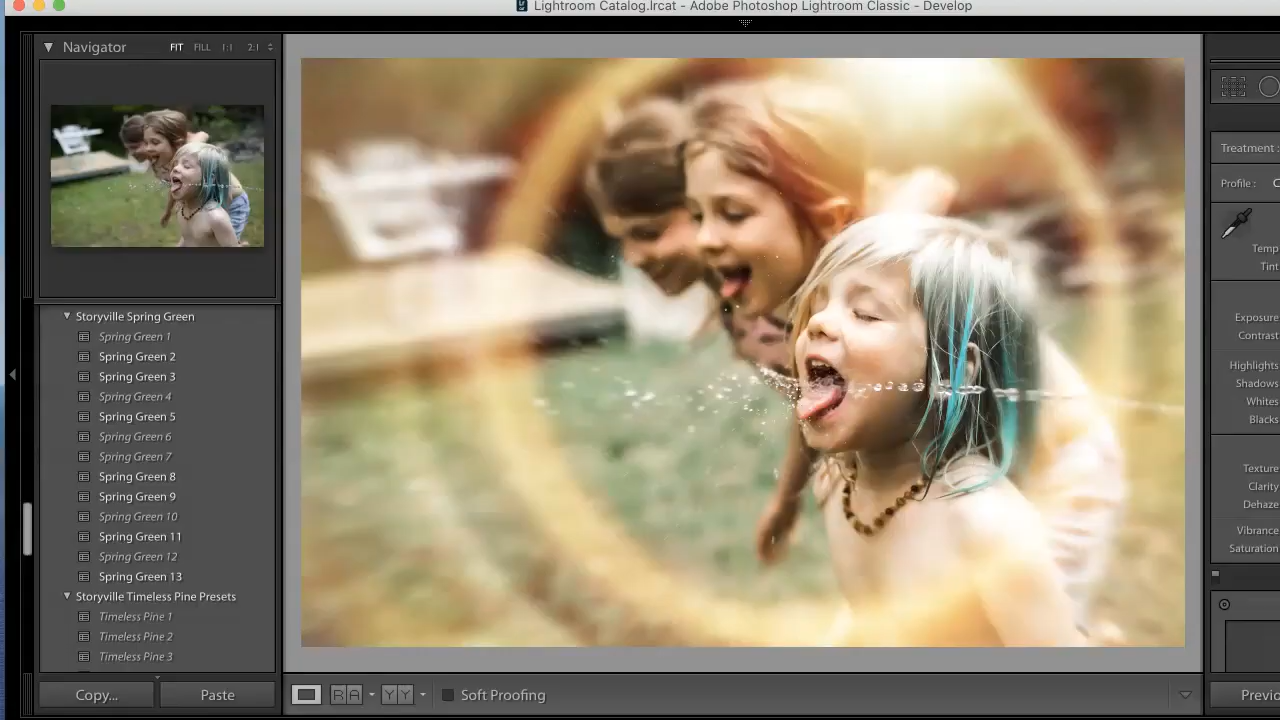 Lightroom Catalog.lrcat - Adobe Photoshop Lightroom Classic - Develop
Navigator FIT FILL 1:1 2:1
Storyville Spring Green
Spring Green 1
Spring Green 2
Spring Green 3
Spring Green 4
Spring Green 5
Spring Green 6
Spring Green 7
Spring Green 8
Spring Green 9
Spring Green 10
Spring Green 11
Spring Green 12
Spring Green 13
Storyville Timeless Pine Presets
Timeless Pine 1
Timeless Pine 2
Timeless Pine 3
Copy...
Paste
R A
Y Y
Soft Proofing
Treatment :
Profile : C
Temp
Tint
Exposure
Contrast
Highlights
Shadows
Whites
Blacks
Texture
Clarity
Dehaze
Vibrance
Saturation
Previo